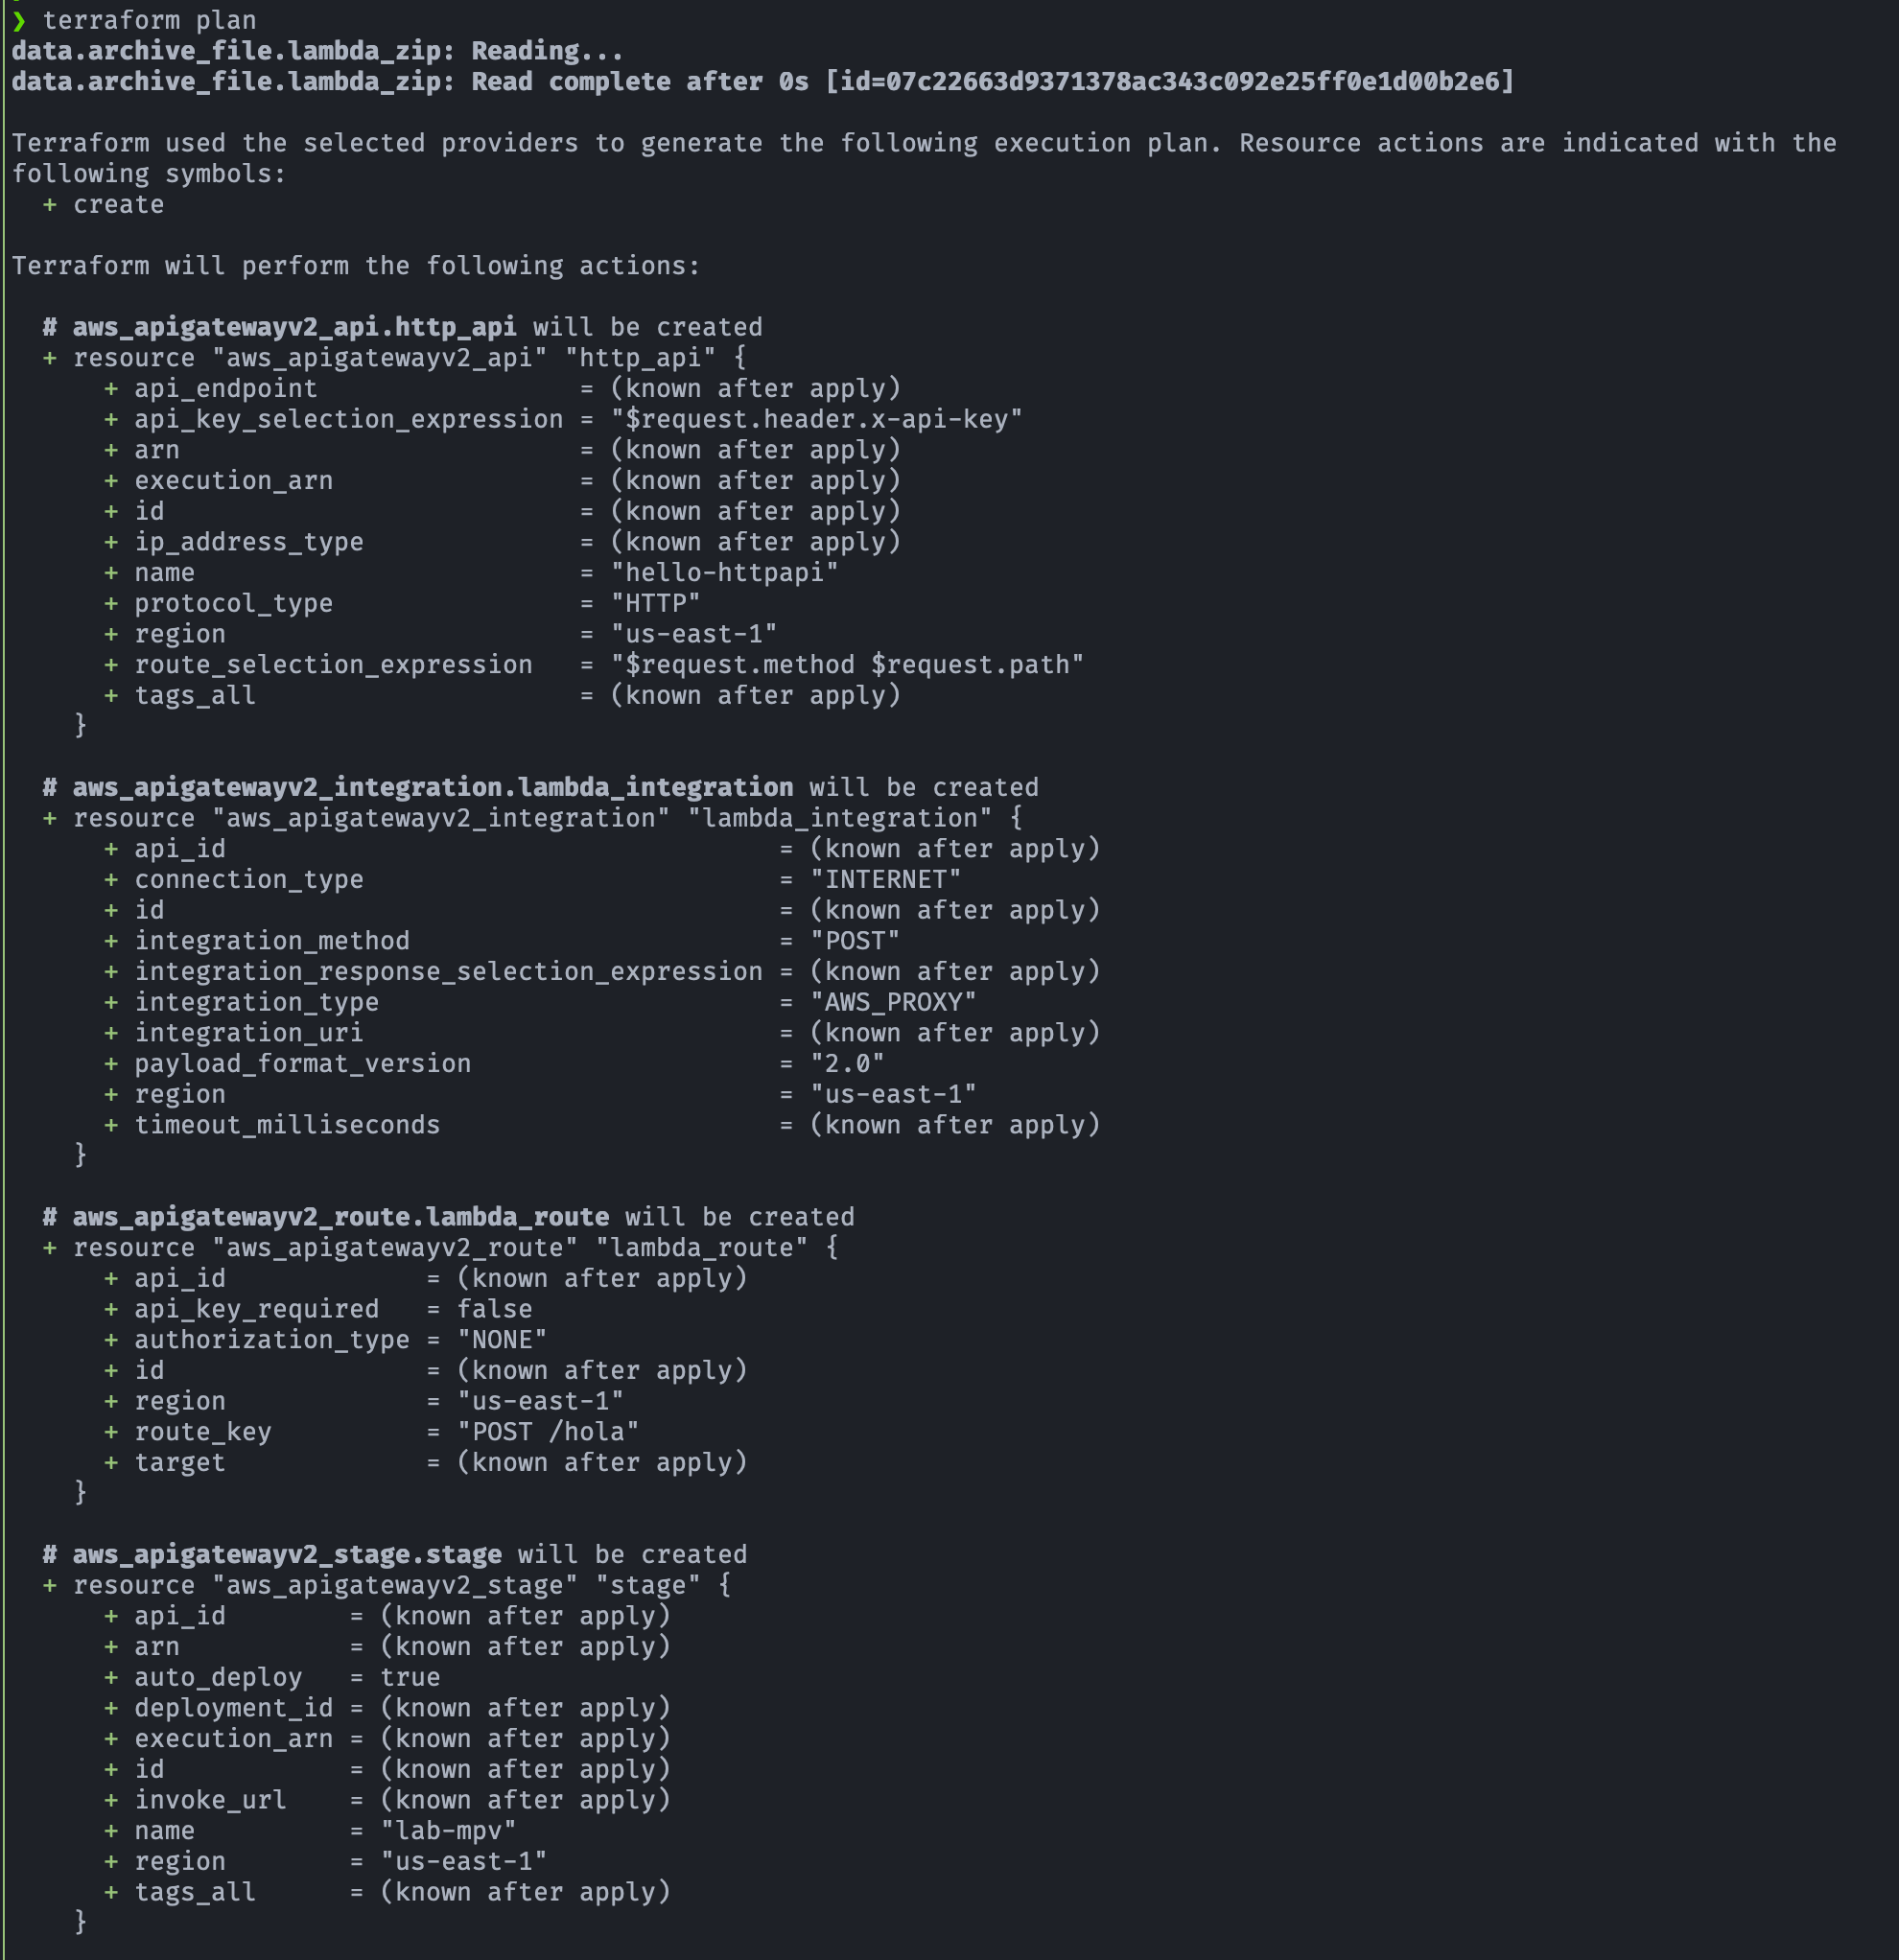 ❯ terraform plan
data.archive_file.lambda_zip: Reading...
data.archive_file.lambda_zip: Read complete after 0s [id=07c22663d9371378ac343c092e25ff0e1d00b2e6]

Terraform used the selected providers to generate the following execution plan. Resource actions are indicated with the
following symbols:
  + create

Terraform will perform the following actions:

  # aws_apigatewayv2_api.http_api will be created
  + resource "aws_apigatewayv2_api" "http_api" {
      + api_endpoint                 = (known after apply)
      + api_key_selection_expression = "$request.header.x-api-key"
      + arn                          = (known after apply)
      + execution_arn                = (known after apply)
      + id                           = (known after apply)
      + ip_address_type              = (known after apply)
      + name                         = "hello-httpapi"
      + protocol_type                = "HTTP"
      + region                       = "us-east-1"
      + route_selection_expression   = "$request.method $request.path"
      + tags_all                     = (known after apply)
    }

  # aws_apigatewayv2_integration.lambda_integration will be created
  + resource "aws_apigatewayv2_integration" "lambda_integration" {
      + api_id                                    = (known after apply)
      + connection_type                           = "INTERNET"
      + id                                        = (known after apply)
      + integration_method                        = "POST"
      + integration_response_selection_expression = (known after apply)
      + integration_type                          = "AWS_PROXY"
      + integration_uri                           = (known after apply)
      + payload_format_version                    = "2.0"
      + region                                    = "us-east-1"
      + timeout_milliseconds                      = (known after apply)
    }

  # aws_apigatewayv2_route.lambda_route will be created
  + resource "aws_apigatewayv2_route" "lambda_route" {
      + api_id             = (known after apply)
      + api_key_required   = false
      + authorization_type = "NONE"
      + id                 = (known after apply)
      + region             = "us-east-1"
      + route_key          = "POST /hola"
      + target             = (known after apply)
    }

  # aws_apigatewayv2_stage.stage will be created
  + resource "aws_apigatewayv2_stage" "stage" {
      + api_id        = (known after apply)
      + arn           = (known after apply)
      + auto_deploy   = true
      + deployment_id = (known after apply)
      + execution_arn = (known after apply)
      + id            = (known after apply)
      + invoke_url    = (known after apply)
      + name          = "lab-mpv"
      + region        = "us-east-1"
      + tags_all      = (known after apply)
    }